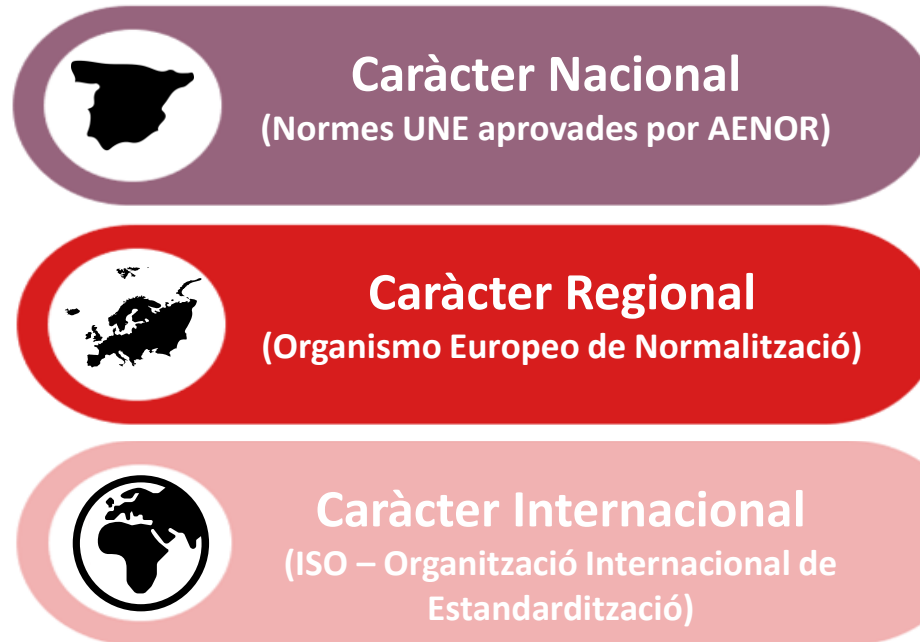 Caràcter Nacional
(Normes UNE aprovades por AENOR)
Caràcter Regional
(Organismo Europeo de Normalització)
Caràcter Internacional
(ISO – Organització Internacional de
Estandardització)